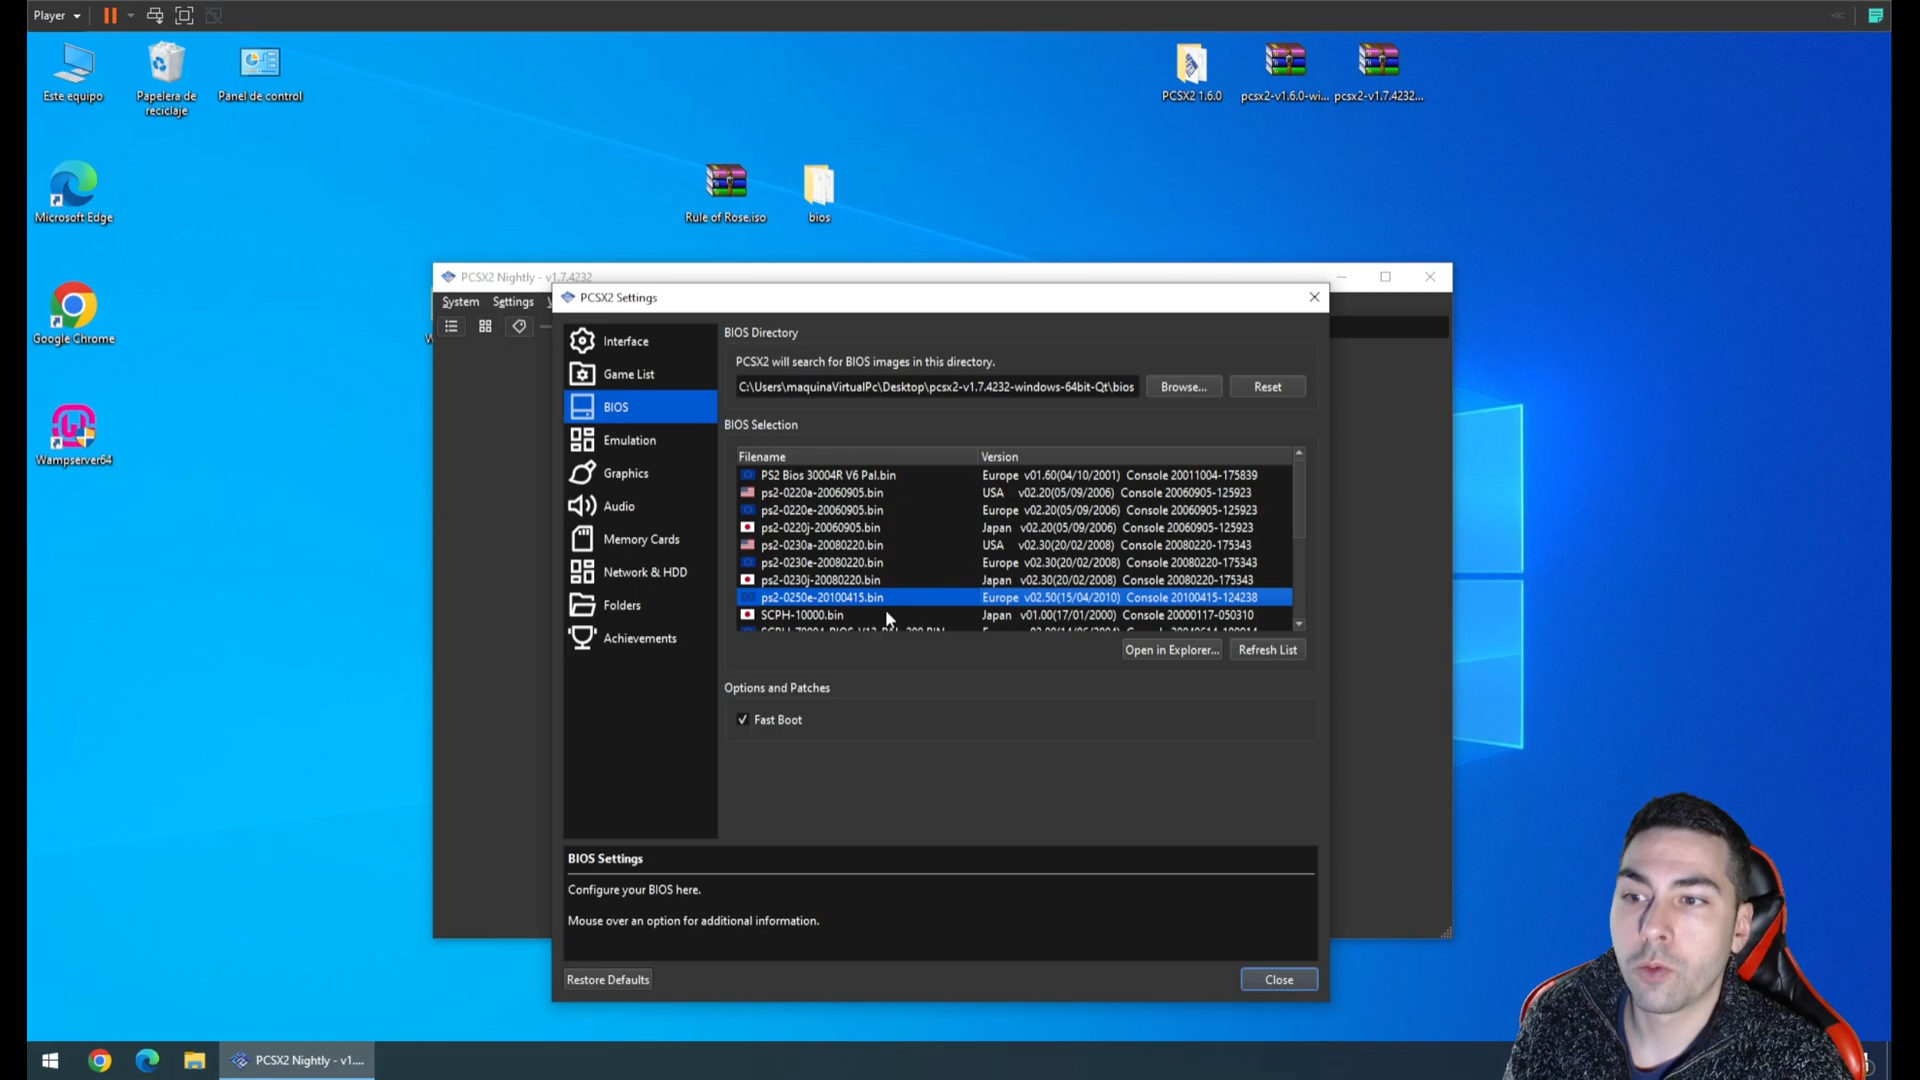 Player
Este equipo
Papelera de
reciclaje
Panel de control
PCSX2 1.6.0
pcsx2-v1.6.0-wi...
pcsx2-v1.7.4232...
Microsoft Edge
Rule of Rose.iso
bios
Google Chrome
Wampserver64
PCSX2 Nightly - v1.7.4232
System
Settings
PCSX2 Settings
Interface
Game List
BIOS
Emulation
Graphics
Audio
Memory Cards
Network & HDD
Folders
Achievements
BIOS Directory
PCSX2 will search for BIOS images in this directory.
C:\Users\maquinaVirtualPc\Desktop\pcsx2-v1.7.4232-windows-64bit-Qt\bios
Browse...
Reset
BIOS Selection
Filename Version
PS2 Bios 30004R V6 Pal.bin Europe v01.60(04/10/2001) Console 20011004-175839
ps2-0220a-20060905.bin USA v02.20(05/09/2006) Console 20060905-125923
ps2-0220e-20060905.bin Europe v02.20(05/09/2006) Console 20060905-125923
ps2-0220j-20060905.bin Japan v02.20(05/09/2006) Console 20060905-125923
ps2-0230a-20080220.bin USA v02.30(20/02/2008) Console 20080220-175343
ps2-0230e-20080220.bin Europe v02.30(20/02/2008) Console 20080220-175343
ps2-0230j-20080220.bin Japan v02.30(20/02/2008) Console 20080220-175343
ps2-0250e-20100415.bin Europe v02.50(15/04/2010) Console 20100415-124238
SCPH-10000.bin Japan v01.00(17/01/2000) Console 20000117-050310
Open in Explorer...
Refresh List
Options and Patches
Fast Boot
BIOS Settings
Configure your BIOS here.
Mouse over an option for additional information.
Restore Defaults
Close
PCSX2 Nightly - v1....